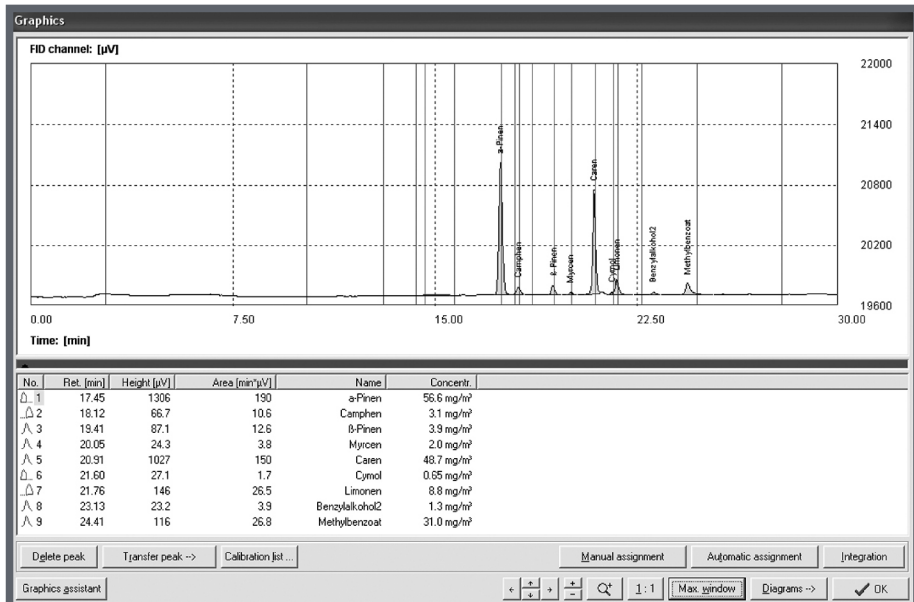 Graphics
FID channel: [µV]
22000
21400
20800
20200
19600
a-Pinen
Camphen
ß-Pinen
Myrcen
Caren
Cymol
Limonen
Benzylalkohol2
Methylbenzoat
0.00 7.50 15.00 22.50 30.00
Time: [min]
No. Ret. [min] Height [µV] Area [min*µV] Name Concentr.
1 17.45 1306 190 a-Pinen 56.6 mg/m³
2 18.12 66.7 10.6 Camphen 3.1 mg/m³
3 19.41 87.1 12.6 ß-Pinen 3.9 mg/m³
4 20.05 24.3 3.8 Myrcen 2.0 mg/m³
5 20.91 1027 150 Caren 48.7 mg/m³
6 21.60 27.1 1.7 Cymol 0.65 mg/m³
7 21.76 146 26.5 Limonen 8.8 mg/m³
8 23.13 23.2 3.9 Benzylalkohol2 1.3 mg/m³
9 24.41 116 26.8 Methylbenzoat 31.0 mg/m³
Delete peak Transfer peak --> Calibration list ... Manual assignment Automatic assignment Integration
Graphics assistant 1 : 1 Max. window Diagrams --> OK